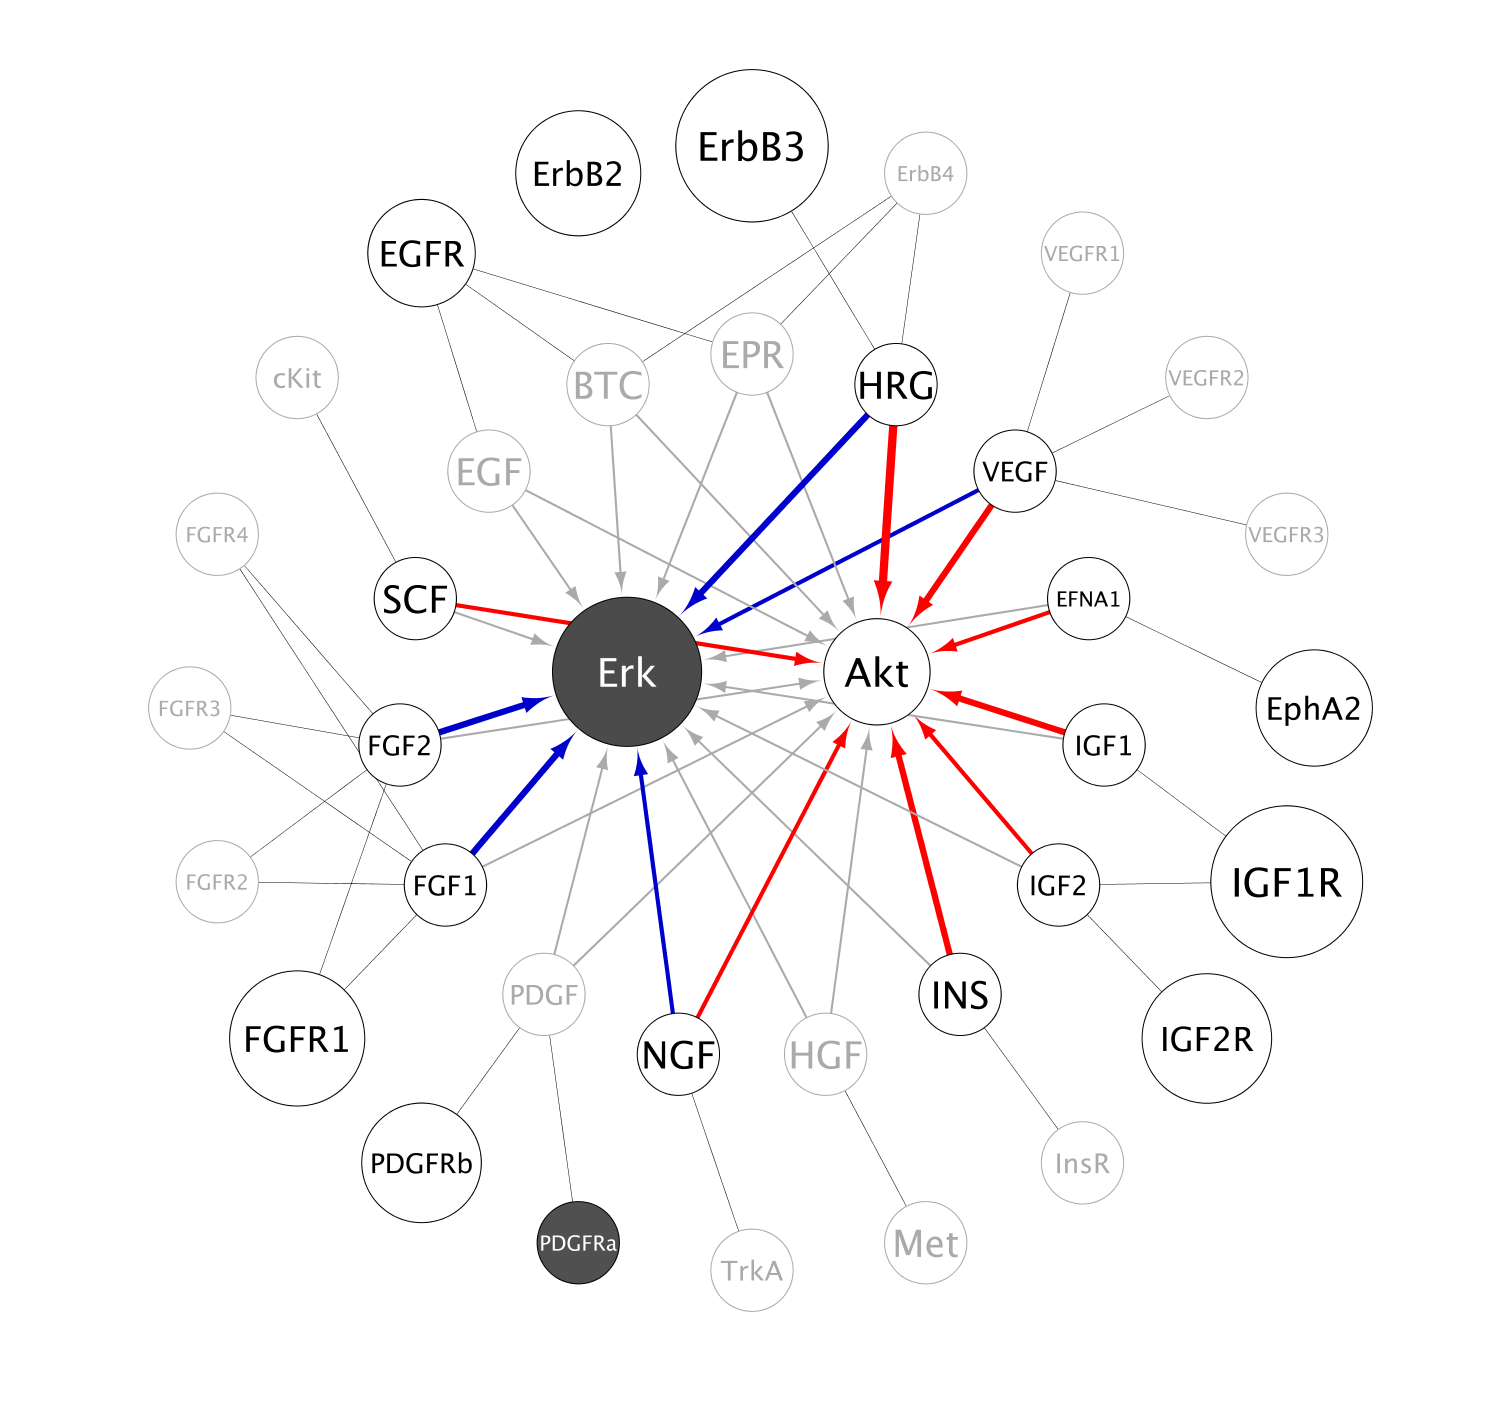 ErbB3
ErbB2
ErbB4
EGFR
VEGFR1
EPR
cKit
BTC
HRG
VEGFR2
EGF
VEGF
FGFR4
VEGFR3
SCF
EFNA1
Erk
Akt
FGFR3
EphA2
FGF2
IGF1
FGFR2
FGF1
IGF2
IGF1R
PDGF
INS
FGFR1
NGF
HGF
IGF2R
PDGFRb
InsR
PDGFRa
Met
TrkA